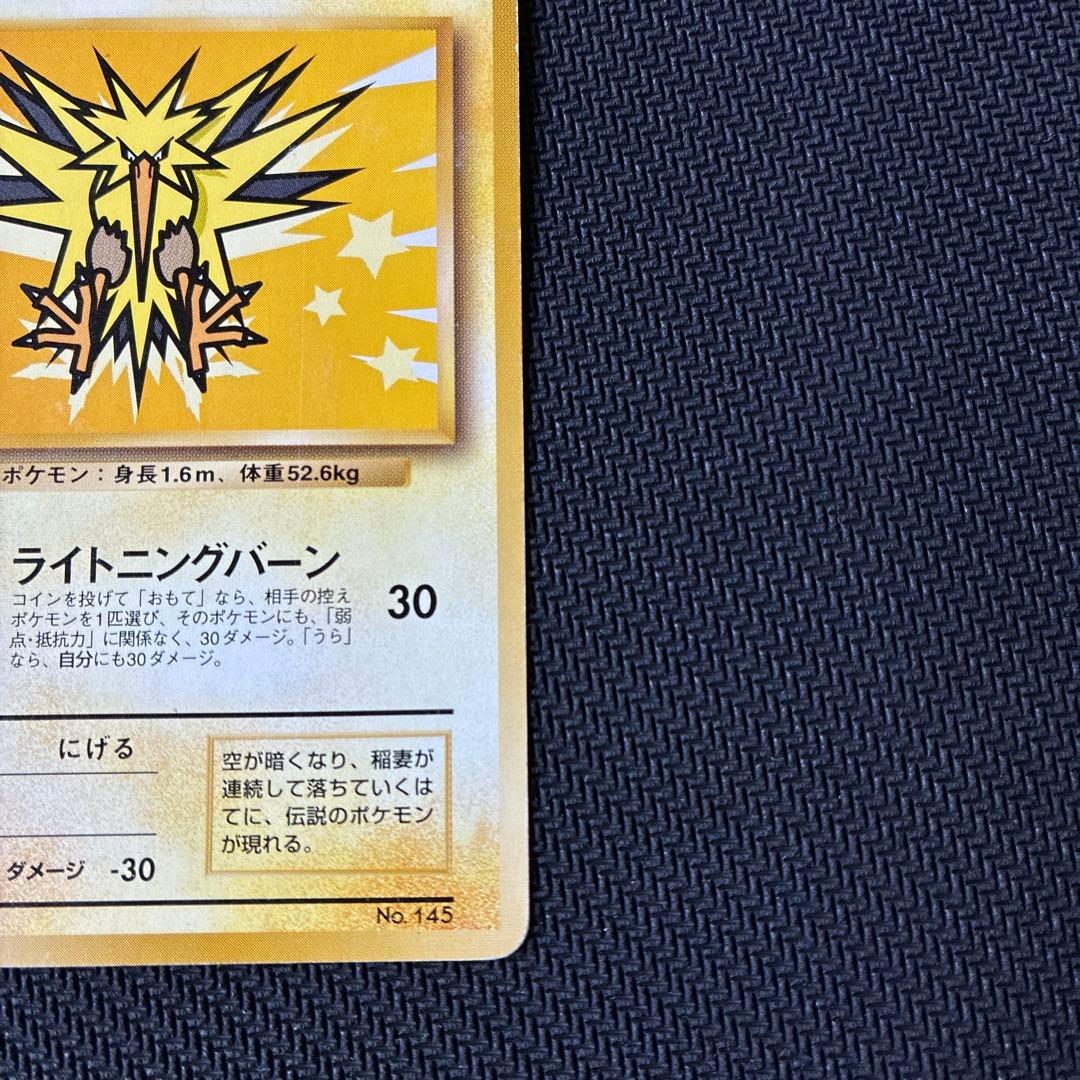 ポケモン：身長1.6m、体重52.6kg
ライトニングバーン
30
コインを投げて「おもて」なら、相手の控え
ポケモンを1匹選び、そのポケモンにも、「弱
点・抵抗力」に関係なく、30ダメージ。「うら」
なら、自分にも30ダメージ。
にげる
空が暗くなり、稲妻が
連続して落ちていくは
てに、伝説のポケモン
が現れる。
ダメージ -30
No. 145